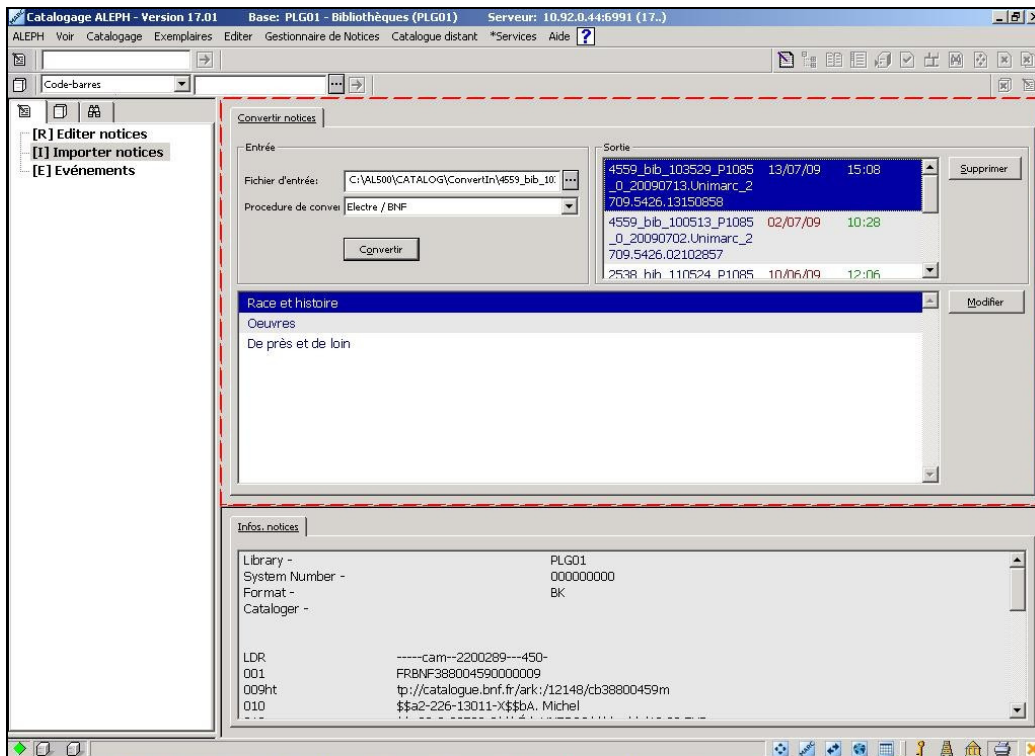 Catalogage ALEPH - Version 17.01 Base: PLG01 - Bibliothèques (PLG01) Serveur: 10.92.0.44:6991 (17..)
ALEPH Voir Catalogage Exemplaires Editer Gestionnaire de Notices Catalogue distant *Services Aide ?
Code-barres
[R] Editer notices
[I] Importer notices
[E] Evénements
Convertir notices
Entrée
Fichier d'entrée: C:\AL500\CATALOG\ConvertIn\4559_bib_10: ...
Procedure de conver Electre / BNF
Convertir
Sortie
4559_bib_103529_P1085 13/07/09 15:08
_0_20090713.Unimarc_2
709.5426.13150858
4559_bib_100513_P1085 02/07/09 10:28
_0_20090702.Unimarc_2
709.5426.02102857
2538_bib_110524_P1085 10/06/09 12:06
Supprimer
Race et histoire
Oeuvres
De près et de loin
Modifier
Infos. notices
Library - PLG01
System Number - 000000000
Format - BK
Cataloger -
LDR -----cam--2200289---450-
001 FRBNF388004590000009
009ht tp://catalogue.bnf.fr/ark:/12148/cb38800459m
010 $$a2-226-13011-X$$bA. Michel